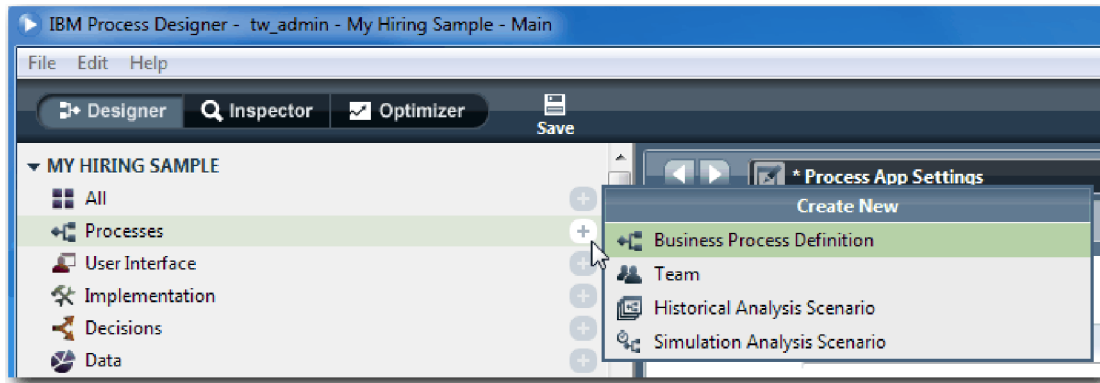 IBM Process Designer - tw_admin - My Hiring Sample - Main
File Edit Help
Designer Inspector Optimizer Save
MY HIRING SAMPLE
* Process App Settings
All
Create New
Processes
Business Process Definition
User Interface
Team
Implementation
Historical Analysis Scenario
Decisions
Simulation Analysis Scenario
Data